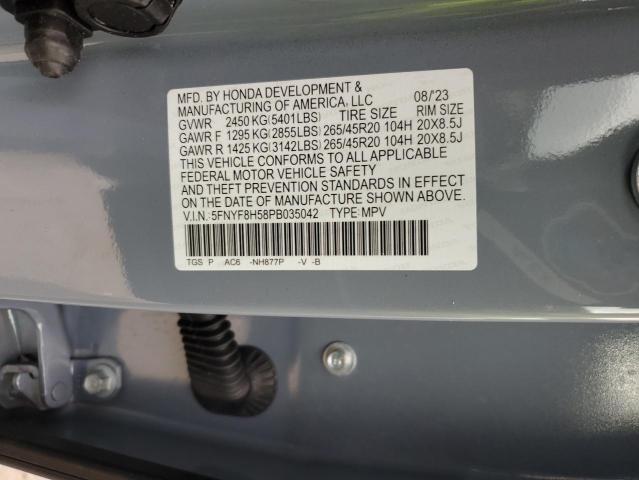 MFD. BY HONDA DEVELOPMENT &
MANUFACTURING OF AMERICA, LLC 08/'23
GVWR 2450 KG(5401LBS) TIRE SIZE RIM SIZE
GAWR F 1295 KG(2855LBS) 265/45R20 104H 20X8.5J
GAWR R 1425 KG(3142LBS) 265/45R20 104H 20X8.5J
THIS VEHICLE CONFORMS TO ALL APPLICABLE
FEDERAL MOTOR VEHICLE SAFETY
AND THEFT PREVENTION STANDARDS IN EFFECT
ON THE DATE OF MANUFACTURE SHOWN ABOVE.
V.I.N.:5FNYF8H58PB035042 TYPE:MPV
TGS P AC6 -NH877P -V -B